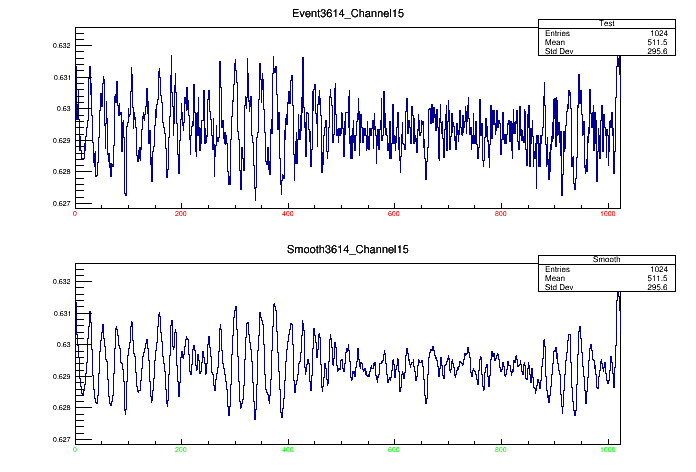 Event3614_Channel15
Test
Entries 1024
Mean 511.5
Std Dev 295.6
0.632
0.631
0.63
0.629
0.628
0.627
0 200 400 600 800 1000
Smooth3614_Channel15
Smooth
Entries 1024
Mean 511.5
Std Dev 295.6
0.632
0.631
0.63
0.629
0.628
0.627
0 200 400 600 800 1000